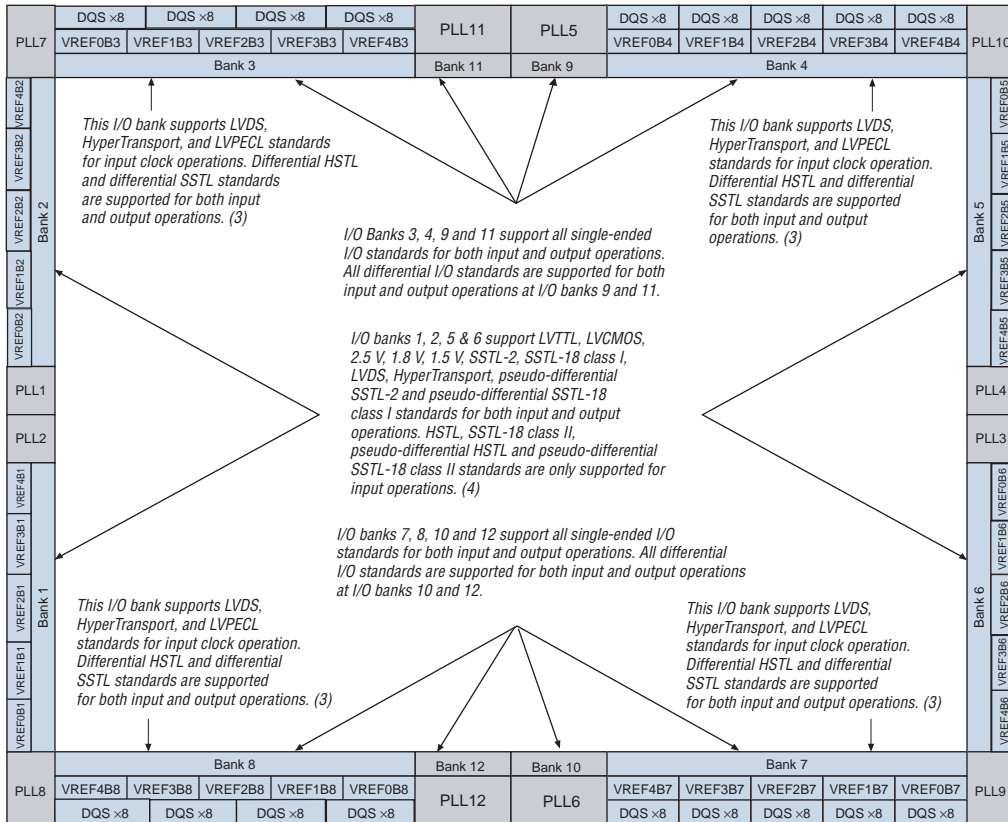 PLL7
DQS ×8 DQS ×8 DQS ×8 DQS ×8
VREF0B3 VREF1B3 VREF2B3 VREF3B3 VREF4B3
Bank 3
PLL11
Bank 11
PLL5
Bank 9
DQS ×8 DQS ×8 DQS ×8 DQS ×8 DQS ×8
VREF0B4 VREF1B4 VREF2B4 VREF3B4 VREF4B4
Bank 4
PLL10
VREF4B2
VREF3B2
VREF2B2
VREF1B2
VREF0B2
Bank 2
This I/O bank supports LVDS,
HyperTransport, and LVPECL standards
for input clock operations. Differential HSTL
and differential SSTL standards
are supported for both input
and output operations. (3)
This I/O bank supports LVDS,
HyperTransport, and LVPECL
standards for input clock operation.
Differential HSTL and differential
SSTL standards are supported
for both input and output
operations. (3)
VREF0B5
VREF1B5
VREF2B5
VREF3B5
VREF4B5
Bank 5
I/O Banks 3, 4, 9 and 11 support all single-ended
I/O standards for both input and output operations.
All differential I/O standards are supported for both
input and output operations at I/O banks 9 and 11.
I/O banks 1, 2, 5 & 6 support LVTTL, LVCMOS,
2.5 V, 1.8 V, 1.5 V, SSTL-2, SSTL-18 class I,
LVDS, HyperTransport, pseudo-differential
SSTL-2 and pseudo-differential SSTL-18
class I standards for both input and output
operations. HSTL, SSTL-18 class II,
pseudo-differential HSTL and pseudo-differential
SSTL-18 class II standards are only supported for
input operations. (4)
PLL1
PLL2
PLL4
PLL3
I/O banks 7, 8, 10 and 12 support all single-ended I/O
standards for both input and output operations. All differential
I/O standards are supported for both input and output operations
at I/O banks 10 and 12.
VREF4B1
VREF3B1
VREF2B1
VREF1B1
VREF0B1
Bank 1
This I/O bank supports LVDS,
HyperTransport, and LVPECL
standards for input clock operation.
Differential HSTL and differential
SSTL standards are supported
for both input and output operations. (3)
This I/O bank supports LVDS,
HyperTransport, and LVPECL
standards for input clock operation.
Differential HSTL and differential
SSTL standards are supported
for both input and output operations. (3)
VREF0B6
VREF1B6
VREF2B6
VREF3B6
VREF4B6
Bank 6
PLL8
Bank 8
VREF4B8 VREF3B8 VREF2B8 VREF1B8 VREF0B8
DQS ×8 DQS ×8 DQS ×8 DQS ×8
Bank 12
PLL12
Bank 10
PLL6
Bank 7
VREF4B7 VREF3B7 VREF2B7 VREF1B7 VREF0B7
DQS ×8 DQS ×8 DQS ×8 DQS ×8 DQS ×8
PLL9